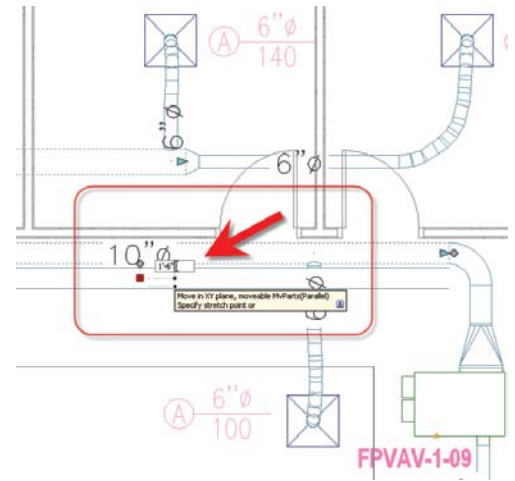 A
6"ø
140
6"ø
6"ø
10"ø
1'-6"
Move in XY plane, moveable MvParts(Parallel)
Specify stretch point or
6"ø
A
6"ø
100
FPVAV-1-09